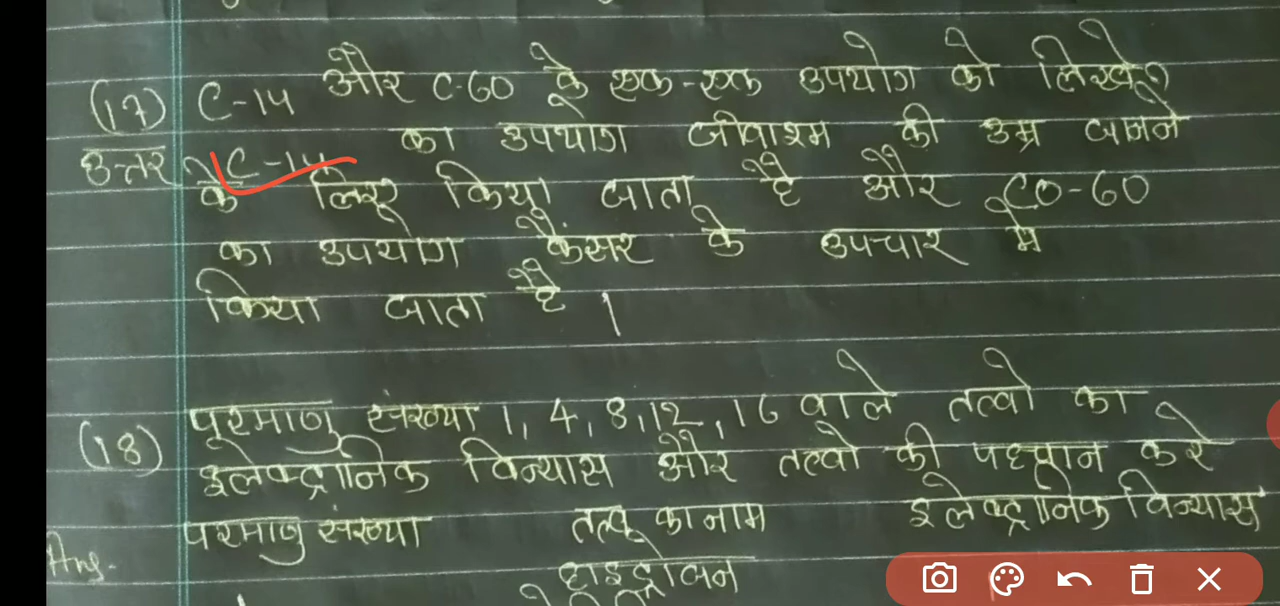 (17) C-14 और C-60 के एक-एक उपयोग को लिखें?
उत्तर C-14 का उपयोग जीवाश्म की उम्र जानने
के लिए किया जाता है और CO-60
का उपयोग कैंसर के उपचार मे
किया जाता है ।
(18) परमाणु संख्या 1, 4, 8, 12, 16 वाले तत्वो का
इलेक्ट्रानिक विन्यास और तत्वो की पहचान करे
परमाणु संख्या तत्व का नाम इलेक्ट्रानिक विन्यास
Ans. हाइड्रोजन